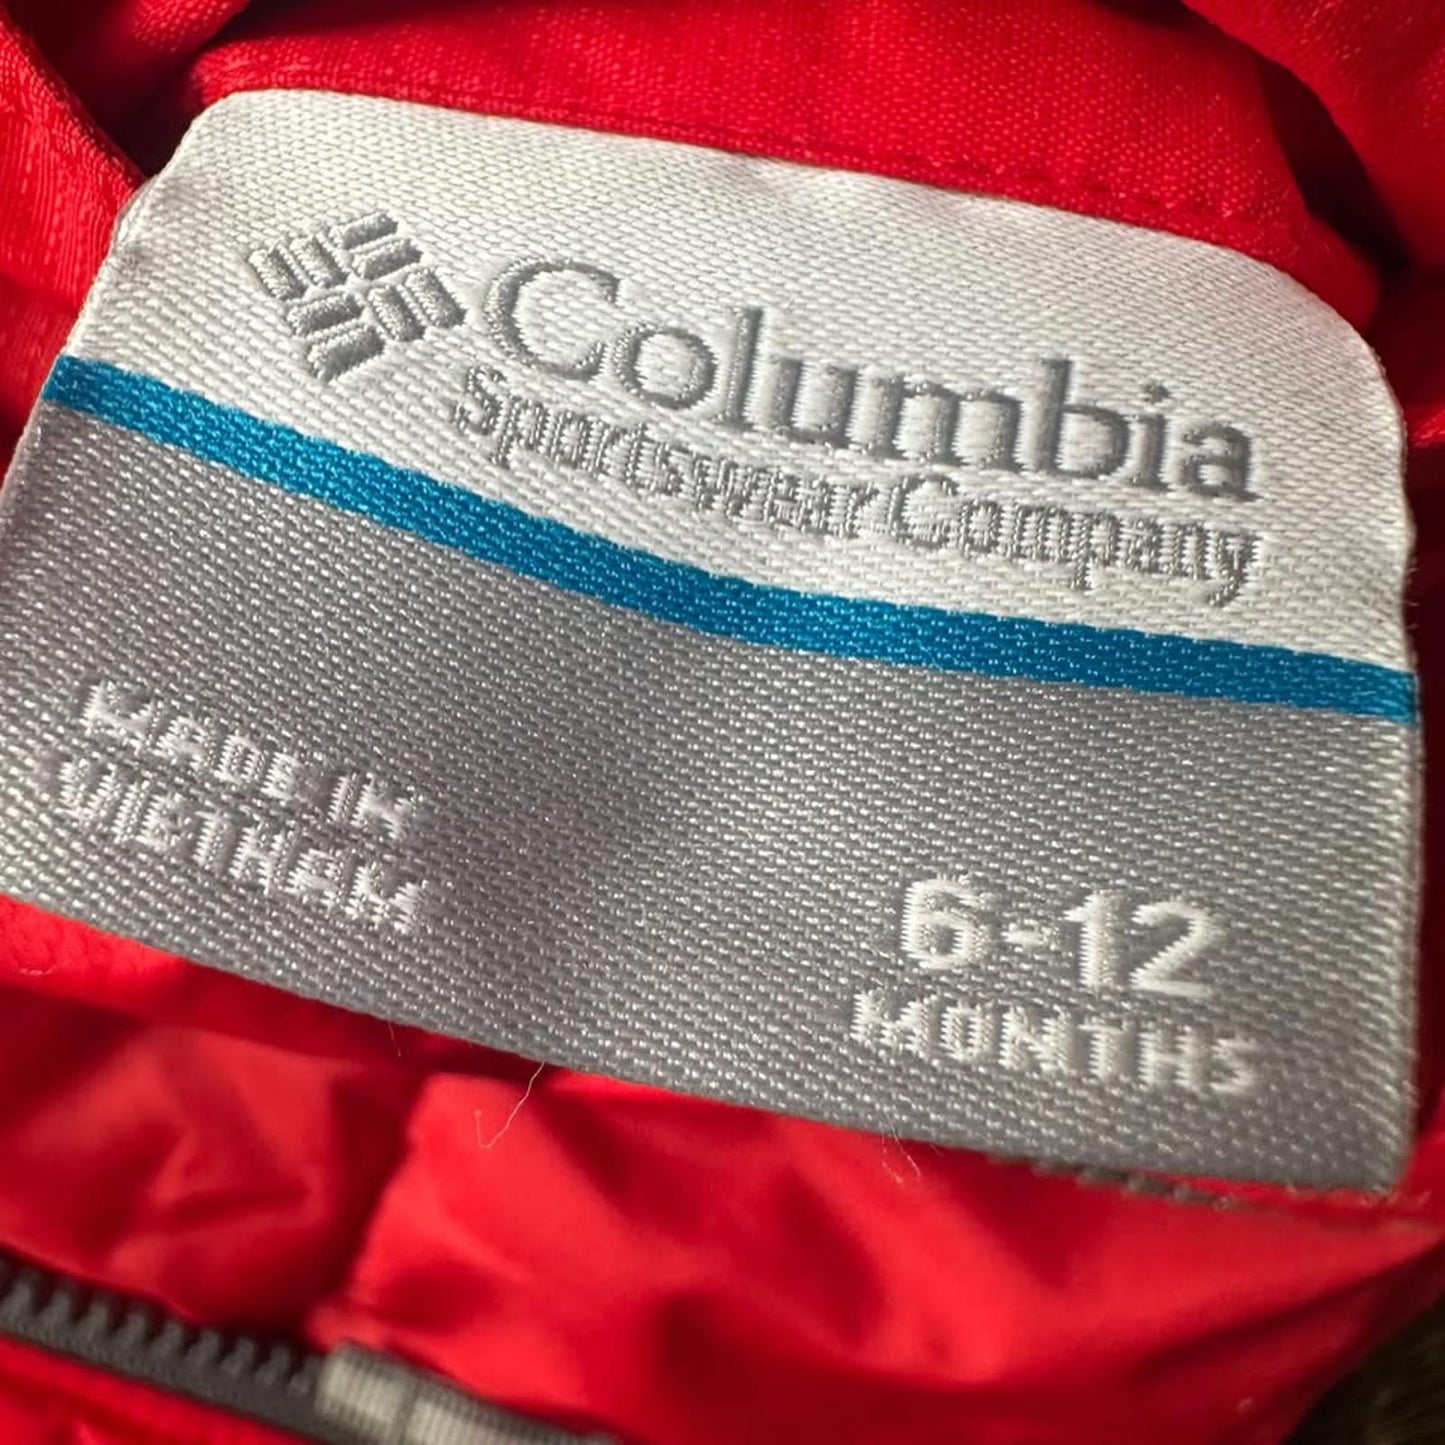 Columbia
Sportswear Company
MADE IN
VIETNAM
6-12
MONTHS